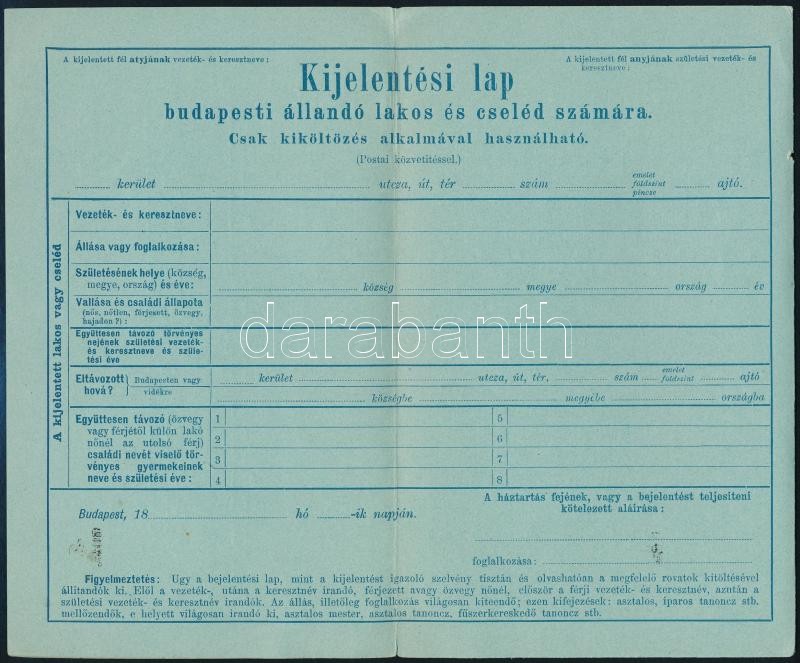 A kijelentett fél atyjának vezeték- és keresztneve:
A kijelentett fél anyjának születési vezeték- és
keresztneve:
Kijelentési lap
budapesti állandó lakos és cseléd számára.
Csak kiköltözés alkalmával használható.
(Postai közvetitéssel.)
kerület utcza, út, tér szám emelet földszint pincze ajtó.
A kijelentett lakos vagy cseléd
Vezeték- és keresztneve:
Állása vagy foglalkozása:
Születésének helye (község,
megye, ország) és éve:
község megye ország év
Vallása és családi állapota
(nős, nőtlen, férjezett, özvegy,
hajadon?):
Együttesen távozó törvényes
nejének születési vezeték-
és keresztneve és szüle-
tési éve
Eltávozott hová?
Budapesten vagy
vidékre
kerület utcza, út, tér, szám emelet földszint ajtó
községbe megyébe országba
Együttesen távozó (özvegy
vagy férjétől külön lakó
nőnél az utolsó férj)
családi nevét viselő tör-
vényes gyermekeinek
neve és születési éve:
1 5
2 6
3 7
4 8
A háztartás fejének, vagy a bejelentést teljesiteni
kötelezett aláirása:
Budapest, 18 hó -ik napján.
foglalkozása:
Figyelmeztetés: Ugy a bejelentési lap, mint a kijelentést igazoló szelvény tisztán és olvashatóan a megfelelő rovatok kitöltésével
állitandók ki. Elől a vezeték-, utána a keresztnév irandó, férjezett avagy özvegy nőnél, először a férji vezeték- és keresztnév, azután a
születési vezeték- és keresztnév irandók. Az állás, illetőleg foglalkozás világosan kiteendő; ezen kifejezések: asztalos, íparos tanoncz stb.
mellőzendők, e helyett világosan irandó ki, asztalos mester, asztalos tanoncz, fűszerkereskedő tanoncz stb.
darabanth